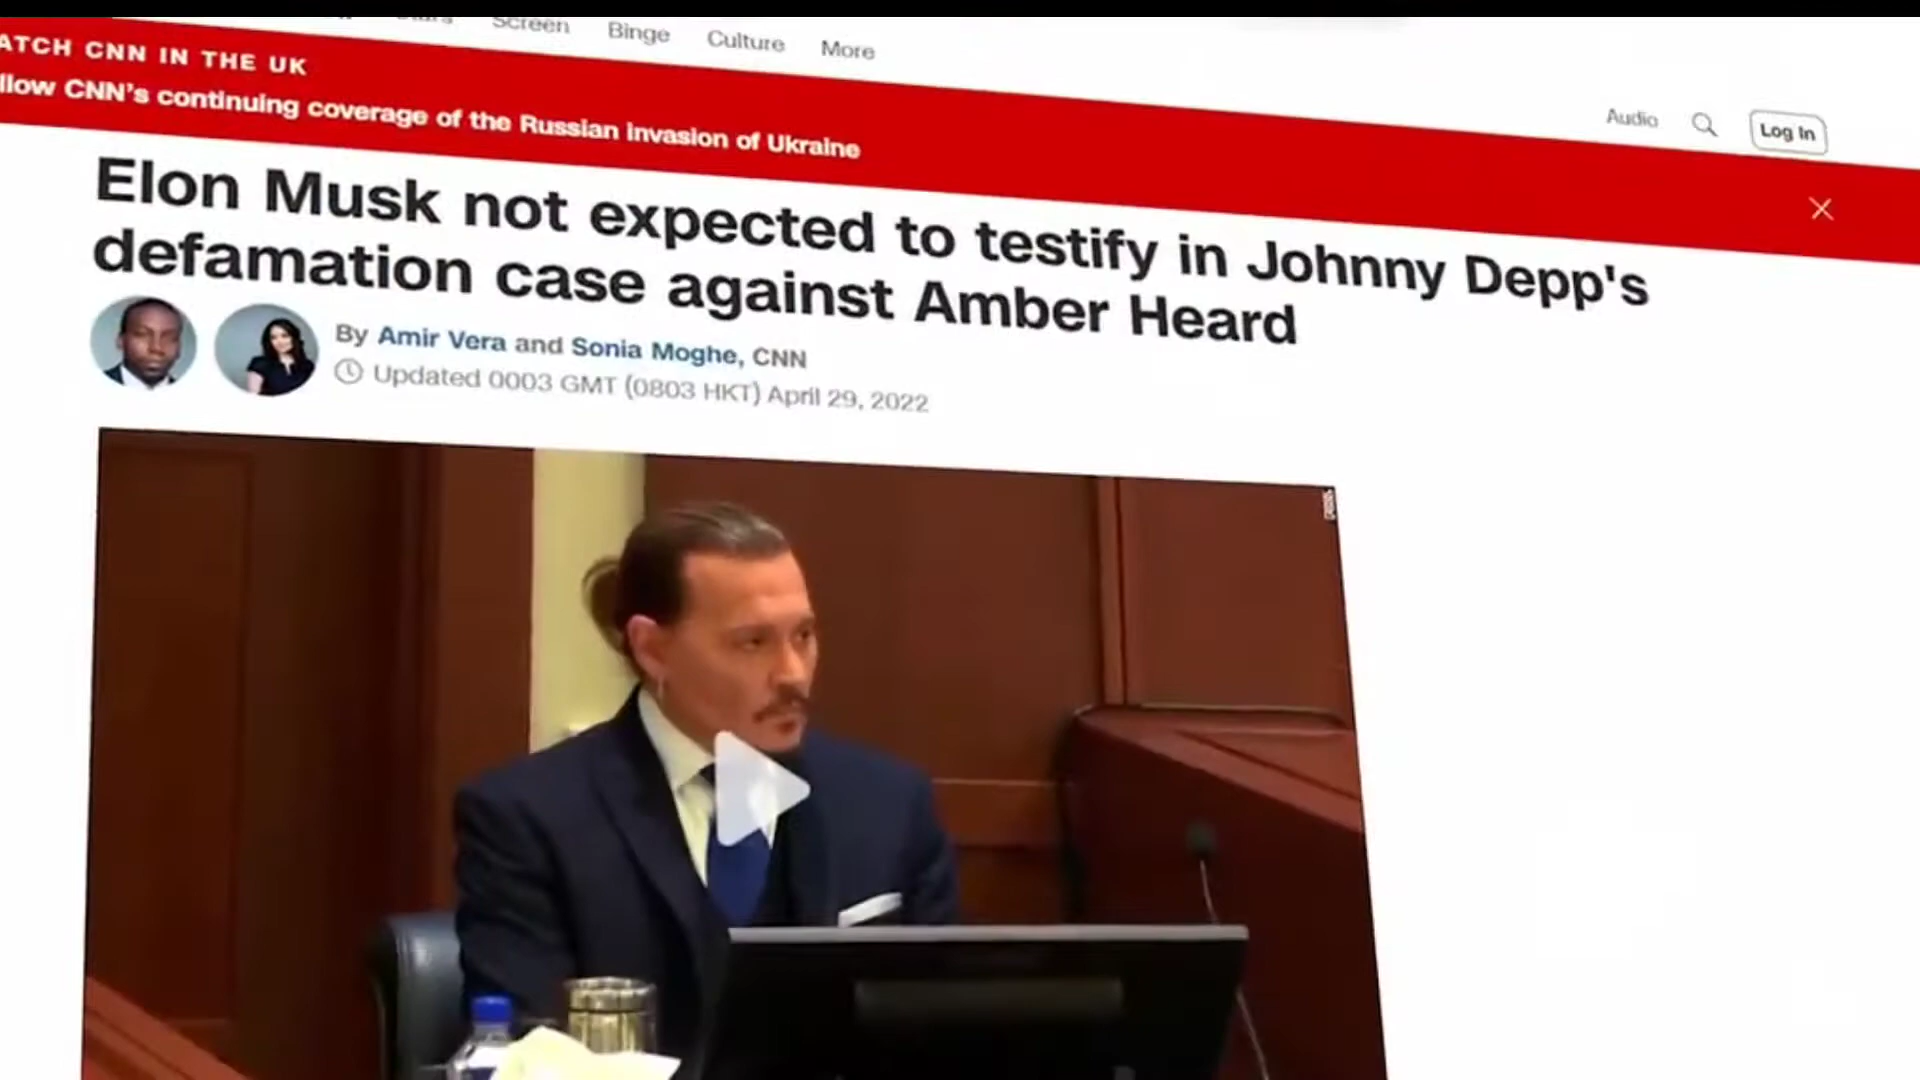 Screen Binge Culture More
ATCH CNN IN THE UK
llow CNN's continuing coverage of the Russian invasion of Ukraine
Audio Log In
Elon Musk not expected to testify in Johnny Depp's
defamation case against Amber Heard
By Amir Vera and Sonia Moghe, CNN
Updated 0003 GMT (0803 HKT) April 29, 2022